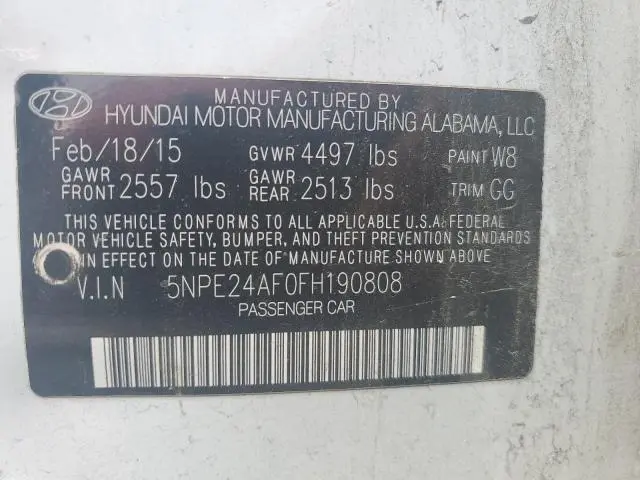 MANUFACTURED BY
HYUNDAI MOTOR MANUFACTURING ALABAMA, LLC
Feb/18/15 GVWR 4497 lbs PAINT W8
GAWR FRONT 2557 lbs GAWR REAR 2513 lbs TRIM GG
THIS VEHICLE CONFORMS TO ALL APPLICABLE U.S.A. FEDERAL
MOTOR VEHICLE SAFETY, BUMPER, AND THEFT PREVENTION STANDARDS
IN EFFECT ON THE DATE OF MANUFACTURE SHOWN ABOVE
V.I.N 5NPE24AF0FH190808
PASSENGER CAR